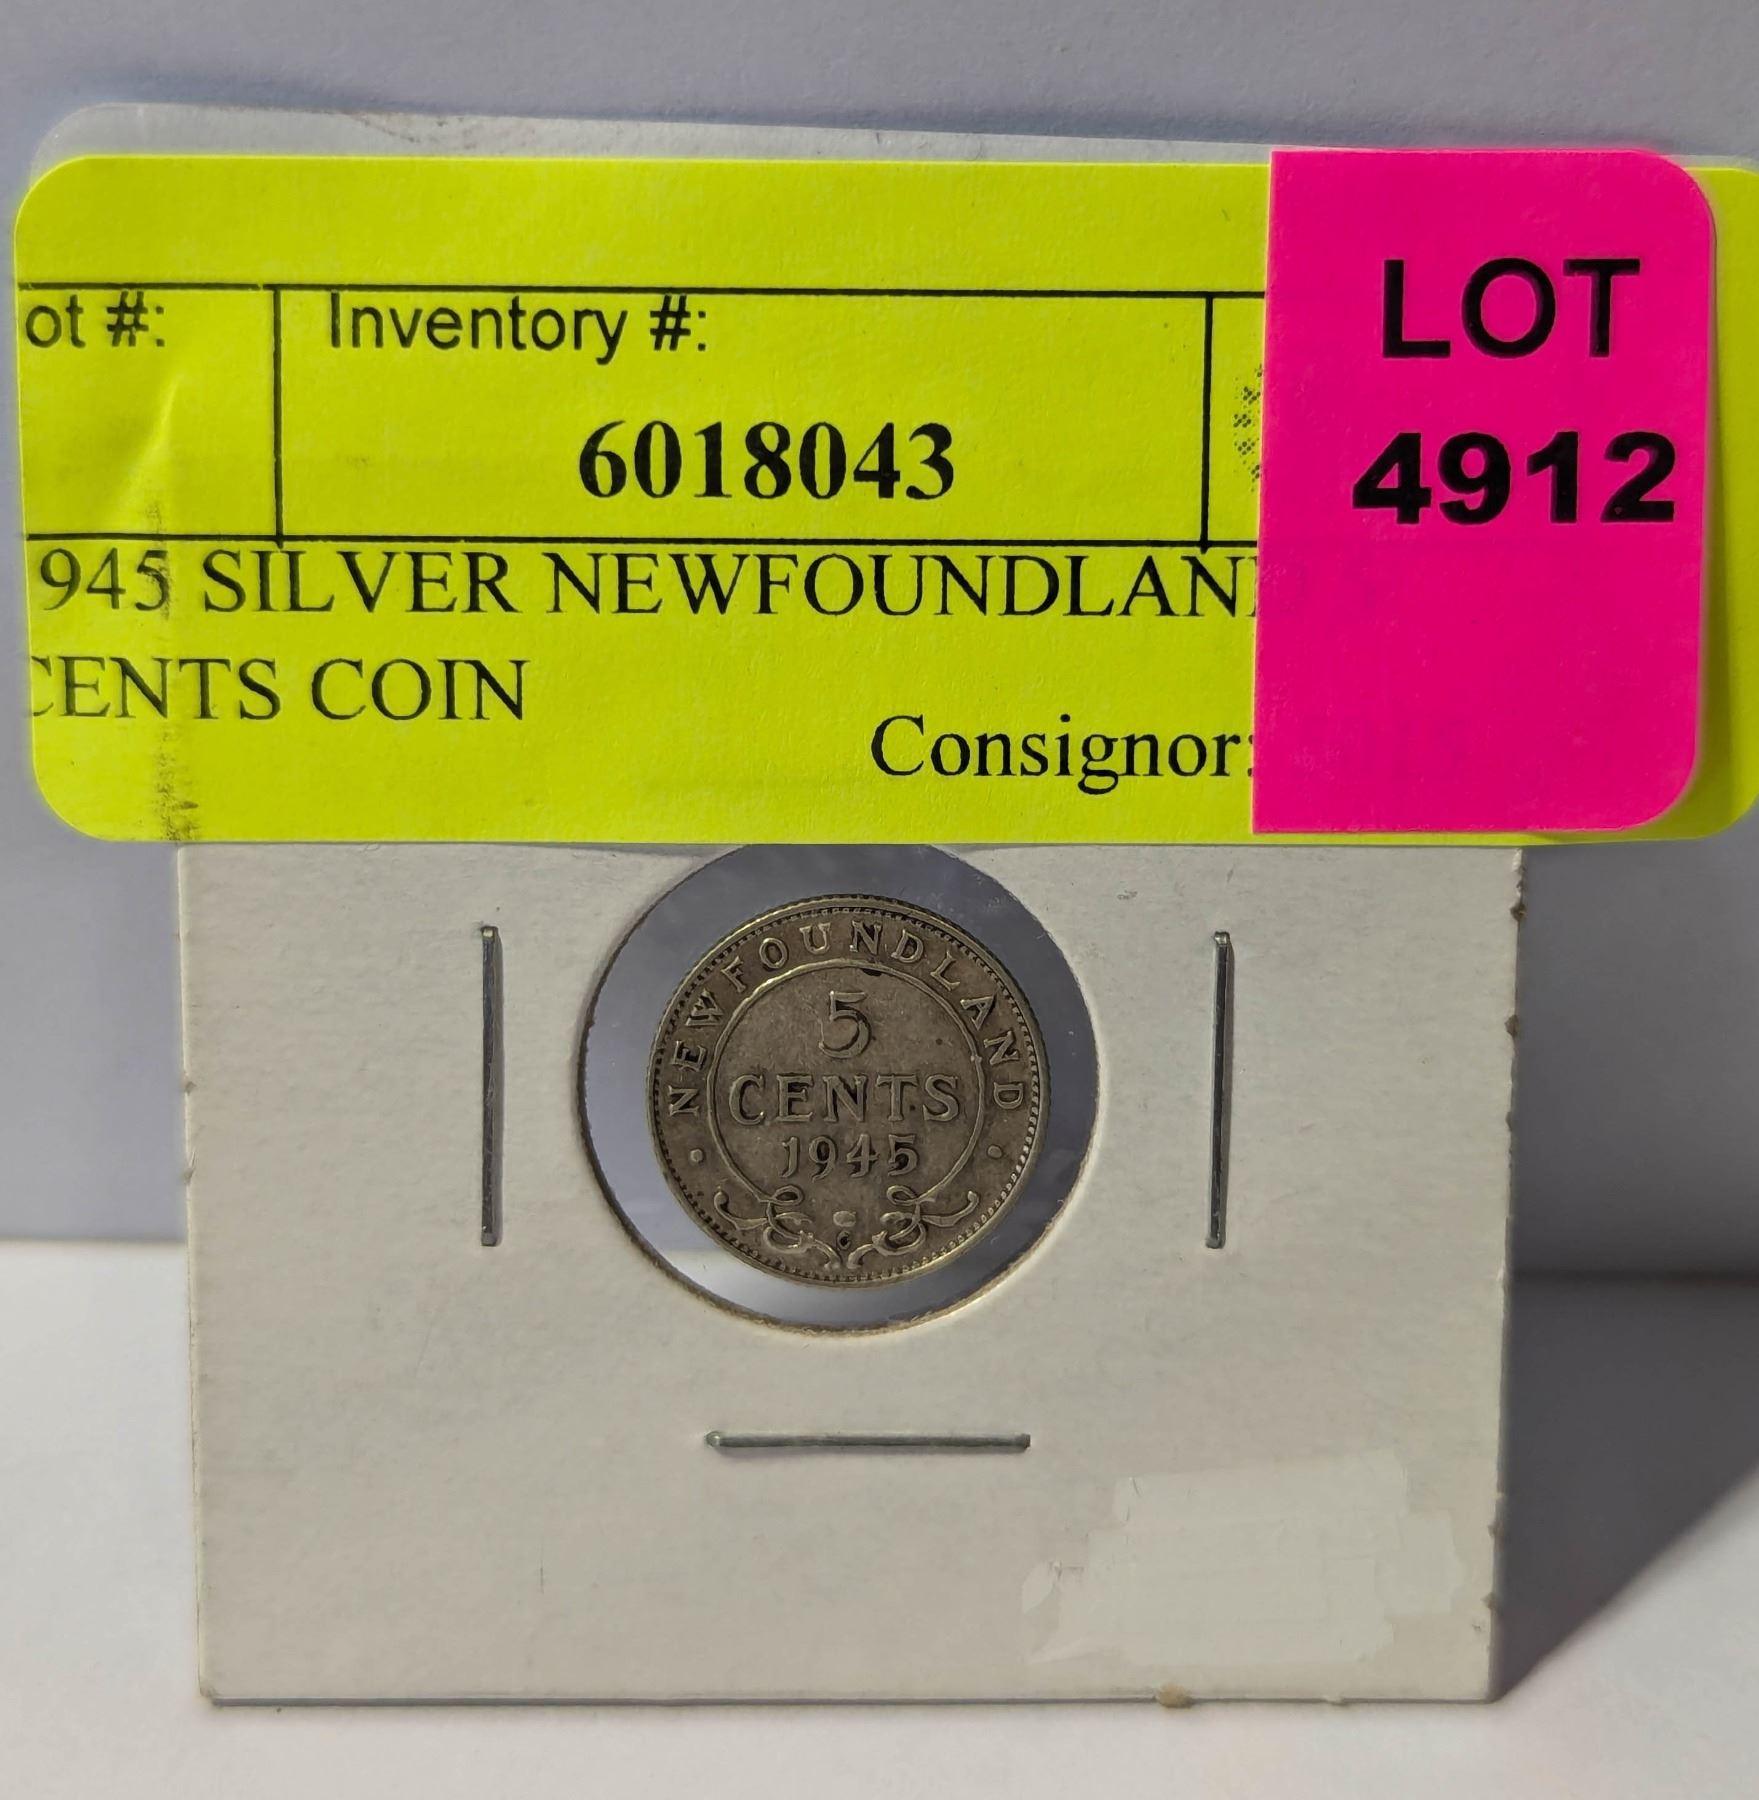 ot #:
Inventory #:
LOT
6018043
4912
945 SILVER NEWFOUNDLAN
CENTS COIN
Consignor:
NEWFOUNDLAND
5
CENTS
1945
C